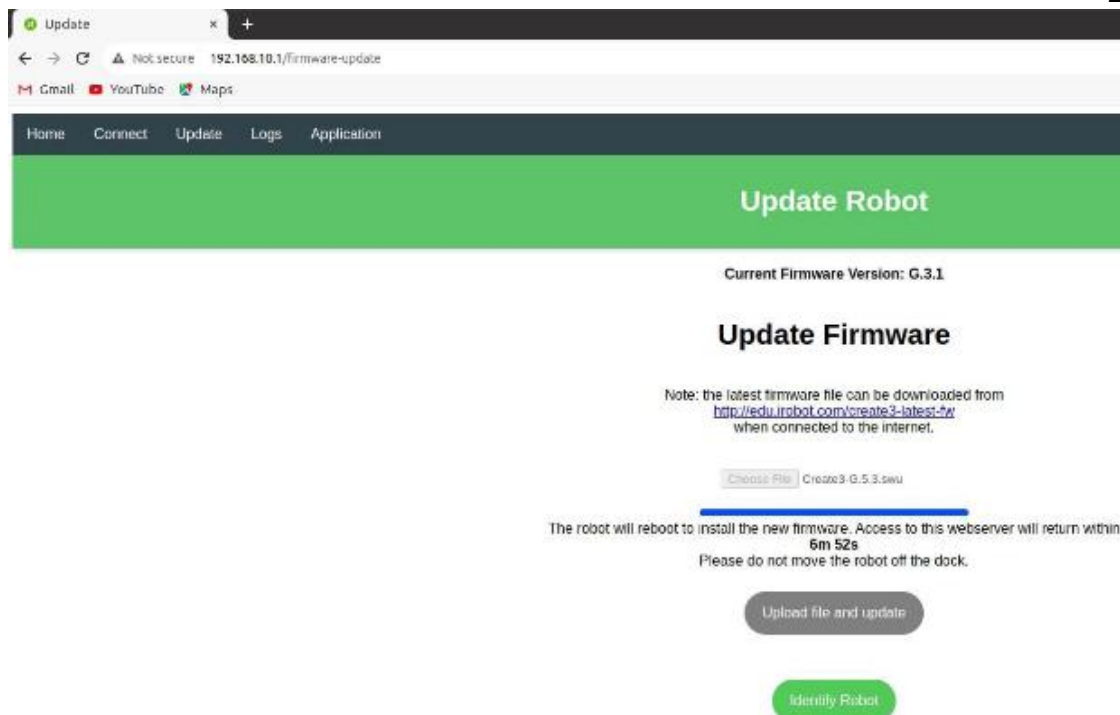 Update × +
Not secure 192.168.10.1/firmware-update
Gmail YouTube Maps
Home Connect Update Logs Application
Update Robot
Current Firmware Version: G.3.1
Update Firmware
Note: the latest firmware file can be downloaded from
http://edu.irobot.com/create3-latest-fw
when connected to the internet.
Choose File Create3-G.5.3.swu
The robot will reboot to install the new firmware. Access to this webserver will return within
6m 52s
Please do not move the robot off the dock.
Upload file and update
Identify Robot